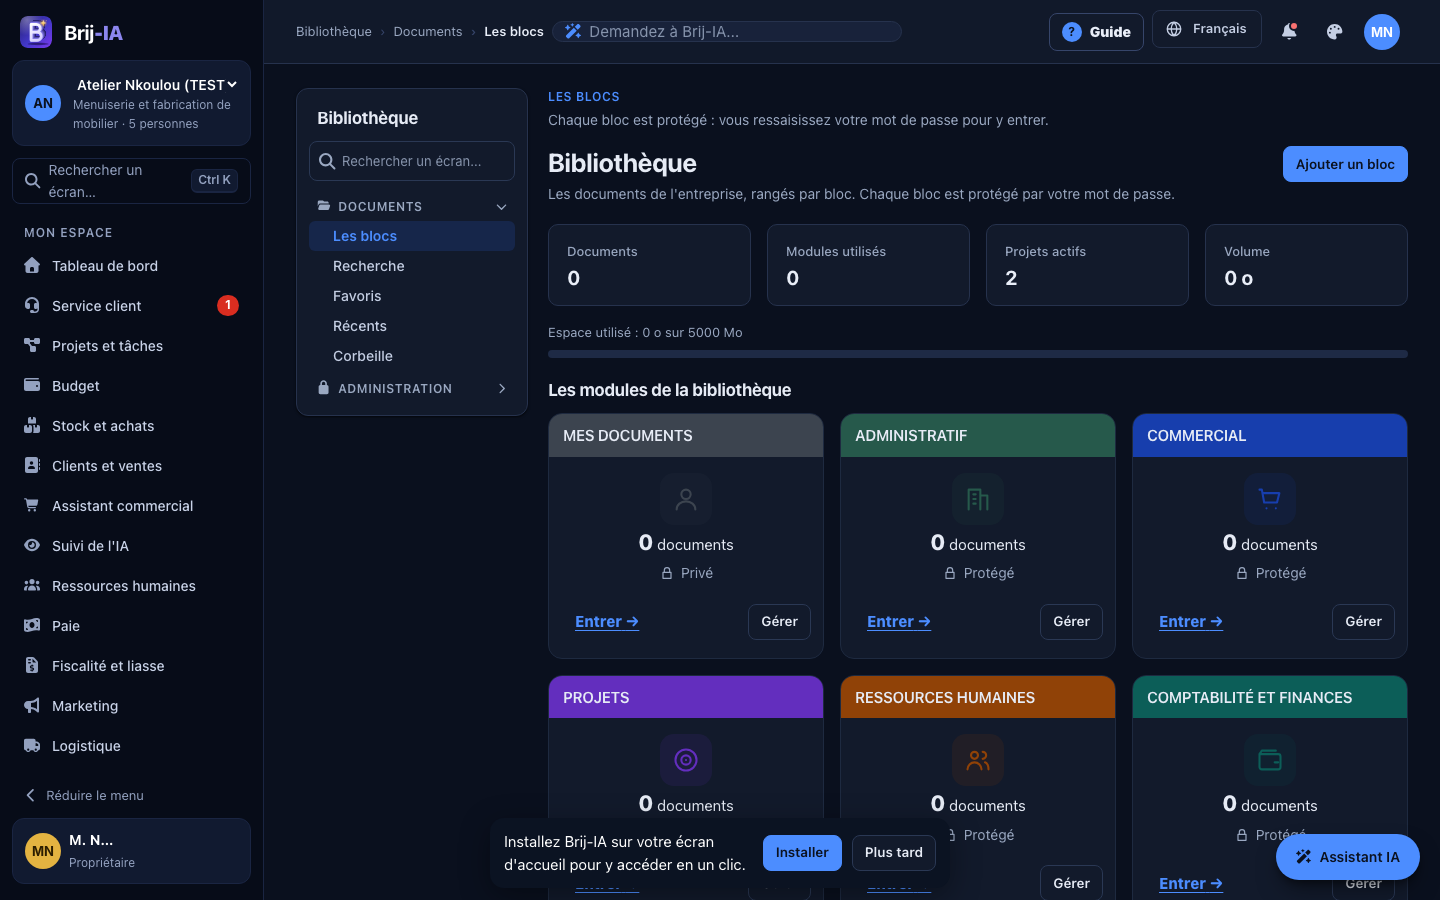 Brij-IA
Atelier Nkoulou (TEST
AN
Menuiserie et fabrication de
mobilier · 5 personnes
Rechercher un
écran...
Ctrl K
MON ESPACE
Tableau de bord
Service client
1
Projets et tâches
Budget
Stock et achats
Clients et ventes
Assistant commercial
Suivi de l'IA
Ressources humaines
Paie
Fiscalité et liasse
Marketing
Logistique
Réduire le menu
MN
M. N...
Propriétaire
Bibliothèque › Documents › Les blocs
Demandez à Brij-IA...
? Guide
Français
MN
Bibliothèque
Rechercher un écran...
DOCUMENTS
Les blocs
Recherche
Favoris
Récents
Corbeille
ADMINISTRATION
LES BLOCS
Chaque bloc est protégé : vous ressaisissez votre mot de passe pour y entrer.
Bibliothèque
Ajouter un bloc
Les documents de l'entreprise, rangés par bloc. Chaque bloc est protégé par votre mot de passe.
Documents
0
Modules utilisés
0
Projets actifs
2
Volume
0 o
Espace utilisé : 0 o sur 5000 Mo
Les modules de la bibliothèque
MES DOCUMENTS
0 documents
Privé
Entrer →
Gérer
ADMINISTRATIF
0 documents
Protégé
Entrer →
Gérer
COMMERCIAL
0 documents
Protégé
Entrer →
Gérer
PROJETS
0 documents
RESSOURCES HUMAINES
0 documents
Protégé
Gérer
COMPTABILITÉ ET FINANCES
0 documents
Protégé
Entrer →
Gérer
Installez Brij-IA sur votre écran
d'accueil pour y accéder en un clic.
Installer
Plus tard
Assistant IA